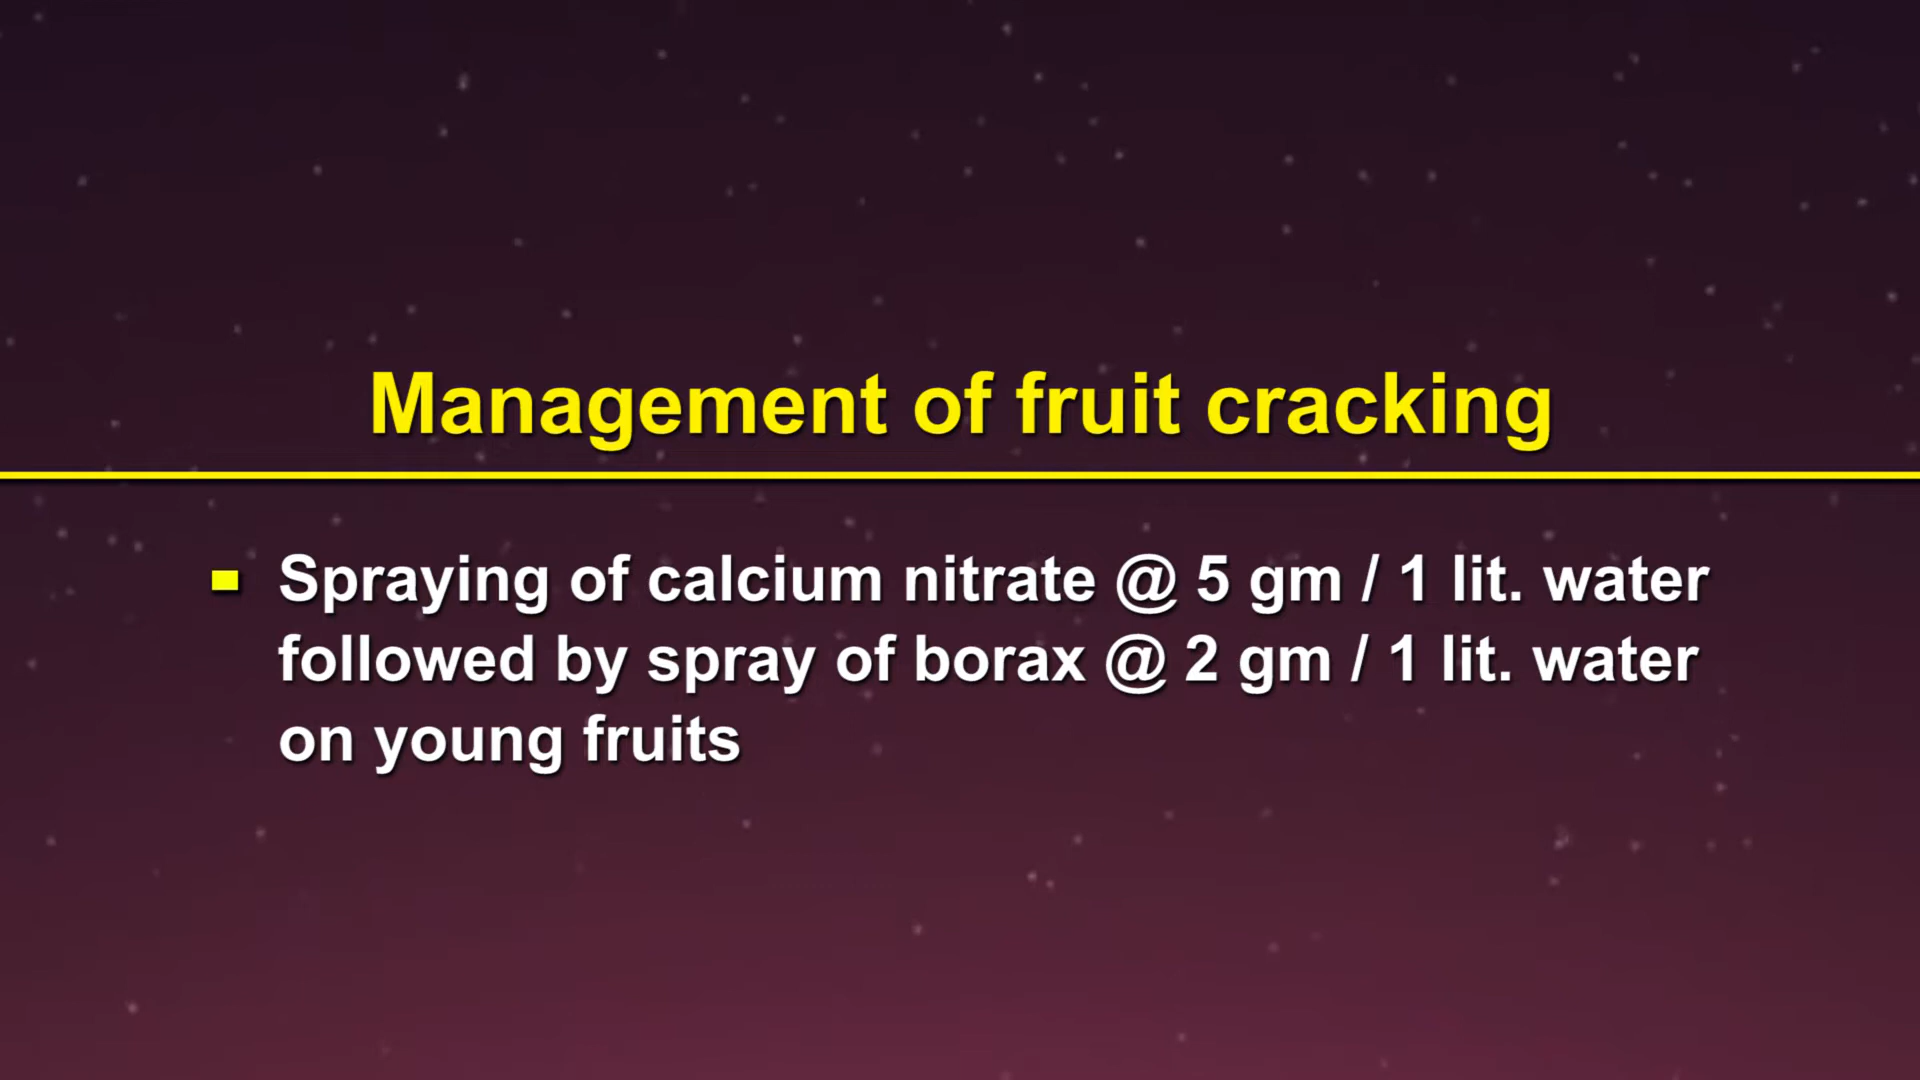 Management of fruit cracking
Spraying of calcium nitrate @ 5 gm / 1 lit. water
followed by spray of borax @ 2 gm / 1 lit. water
on young fruits